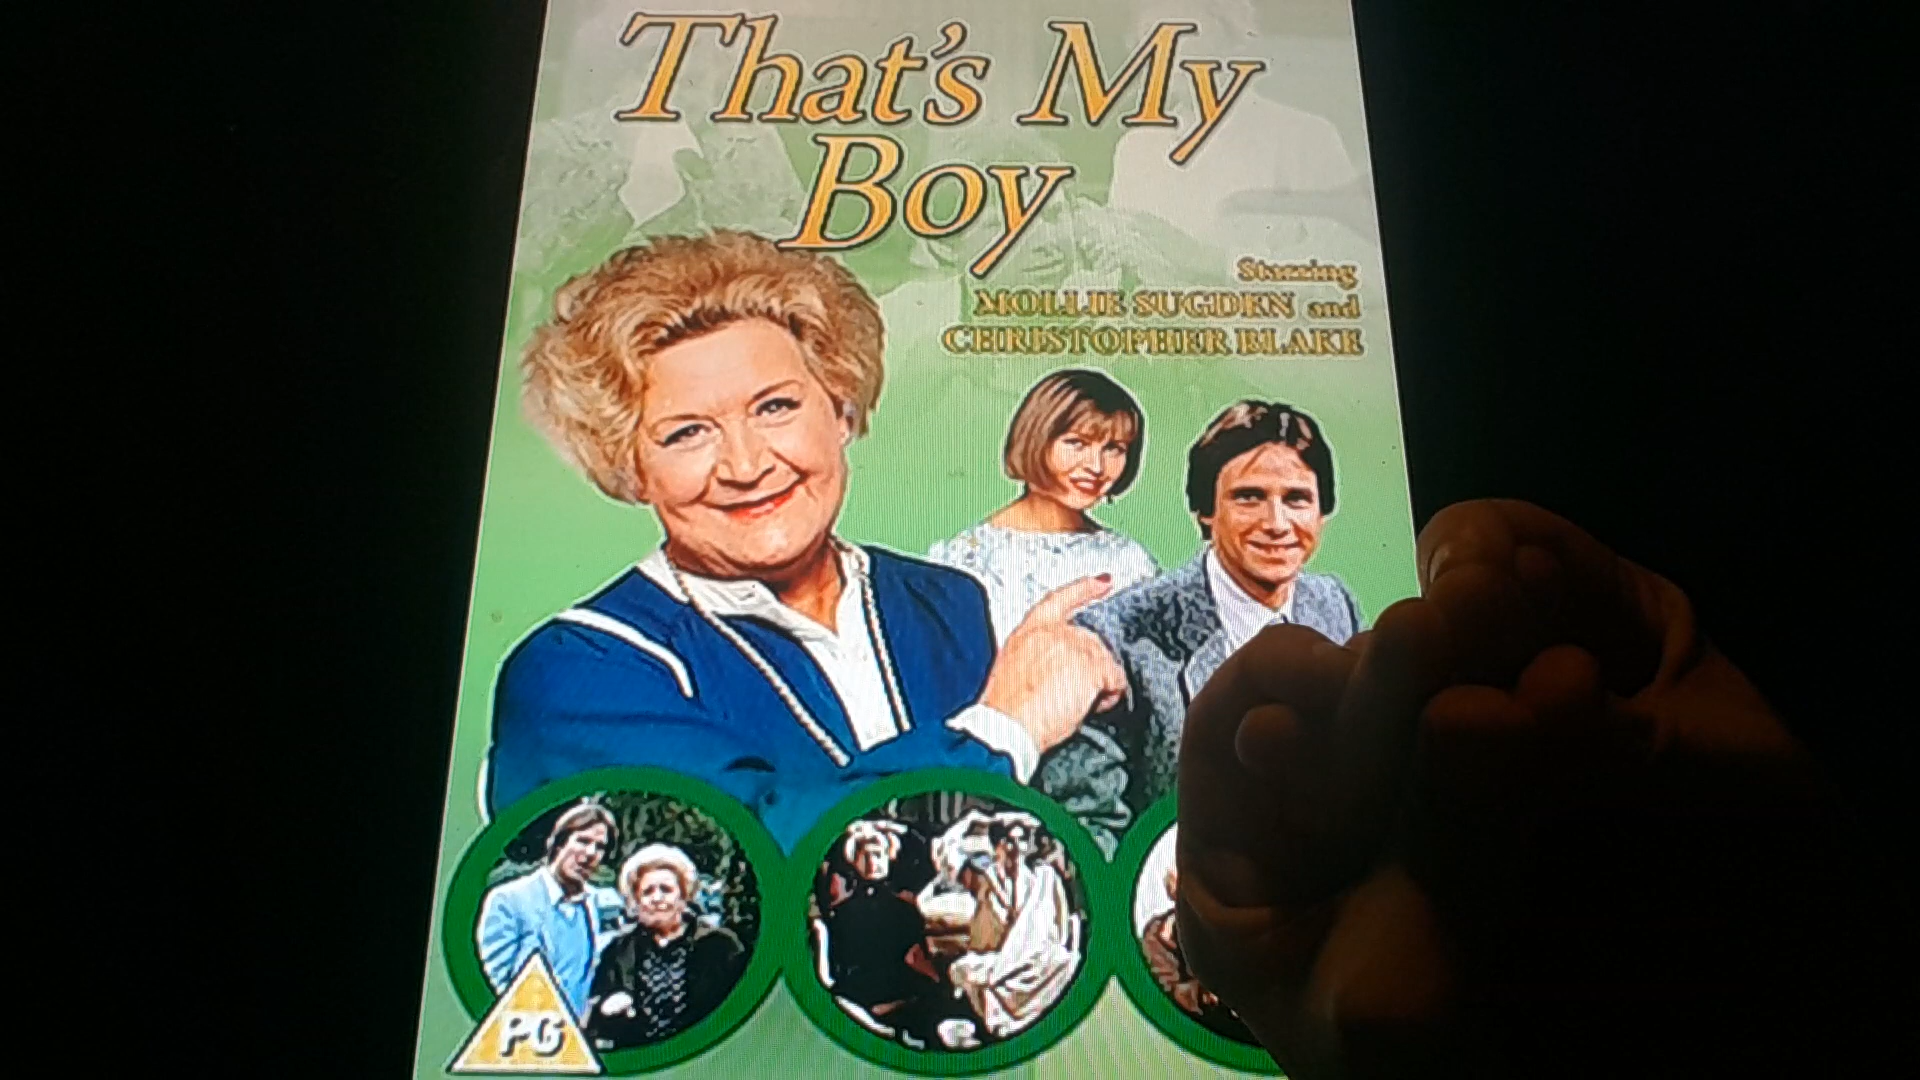 That's My
Boy
Starring
MOLLIE SUGDEN and
CHRISTOPHER BLAKE
PG